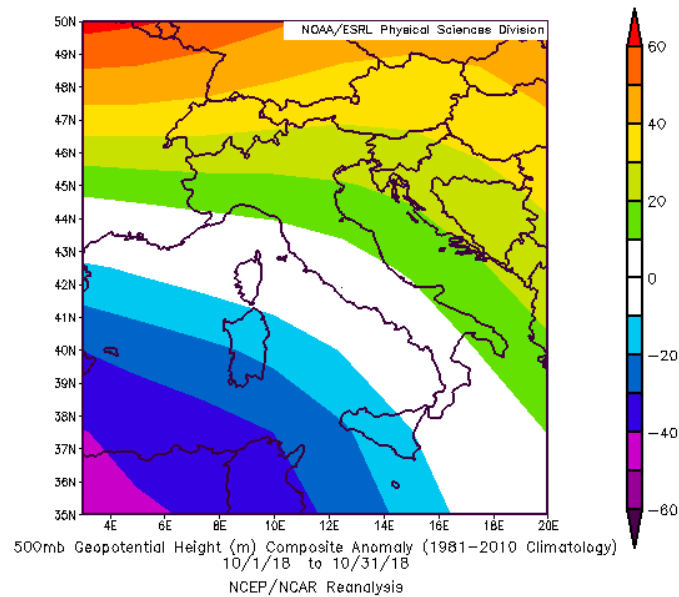 NOAA/ESRL Physical Sciences Division
50N
49N
48N
47N
46N
45N
44N
43N
42N
41N
40N
39N
38N
37N
36N
35N
4E 6E 8E 10E 12E 14E 16E 18E 20E
60
40
20
0
-20
-40
-60
500mb Geopotential Height (m) Composite Anomaly (1981-2010 Climatology)
10/1/18 to 10/31/18
NCEP/NCAR Reanalysis